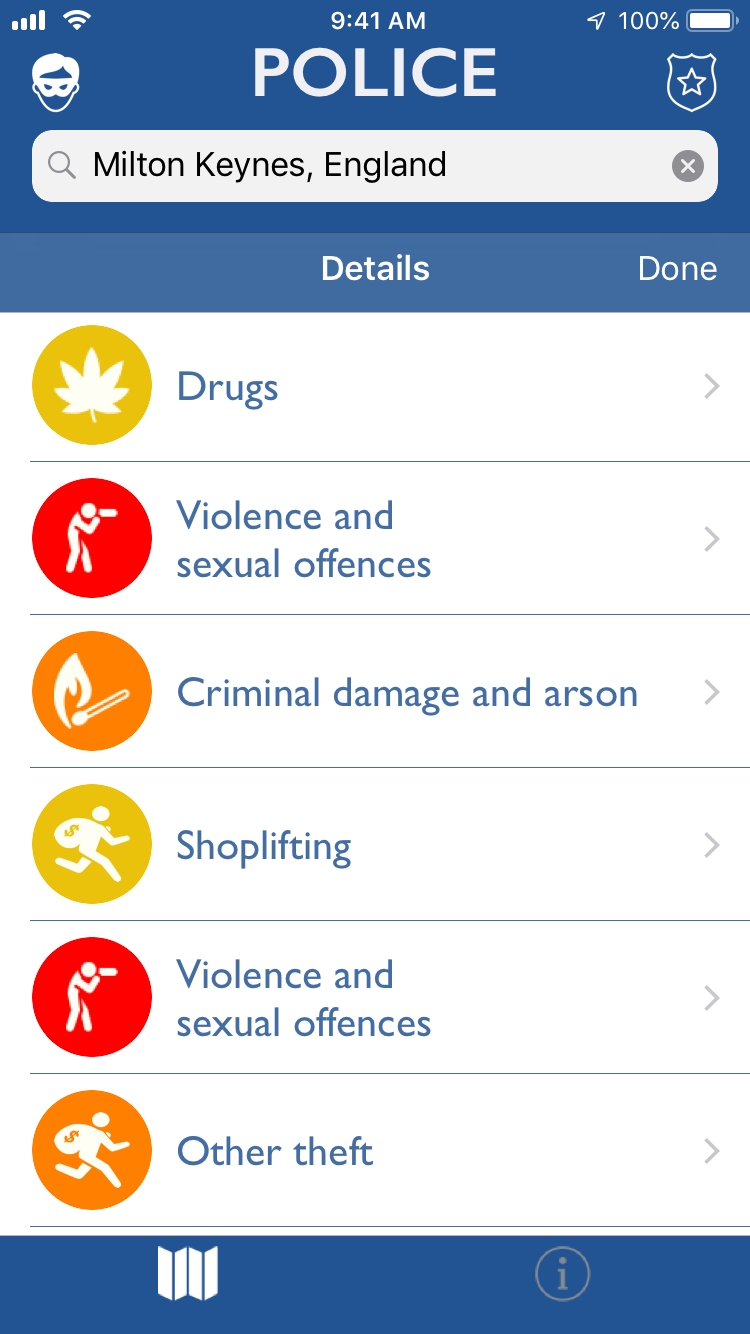 9:41 AM
100%
POLICE
Milton Keynes, England
Details
Done
Drugs
Violence and
sexual offences
Criminal damage and arson
Shoplifting
Violence and
sexual offences
Other theft